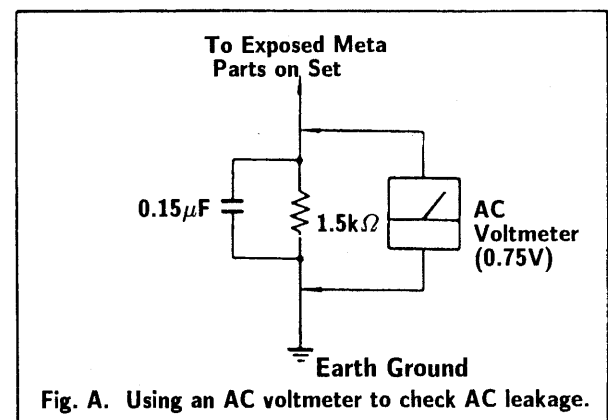 To Exposed Meta
Parts on Set
0.15μF
1.5kΩ
AC
Voltmeter
(0.75V)
Earth Ground
Fig. A. Using an AC voltmeter to check AC leakage.